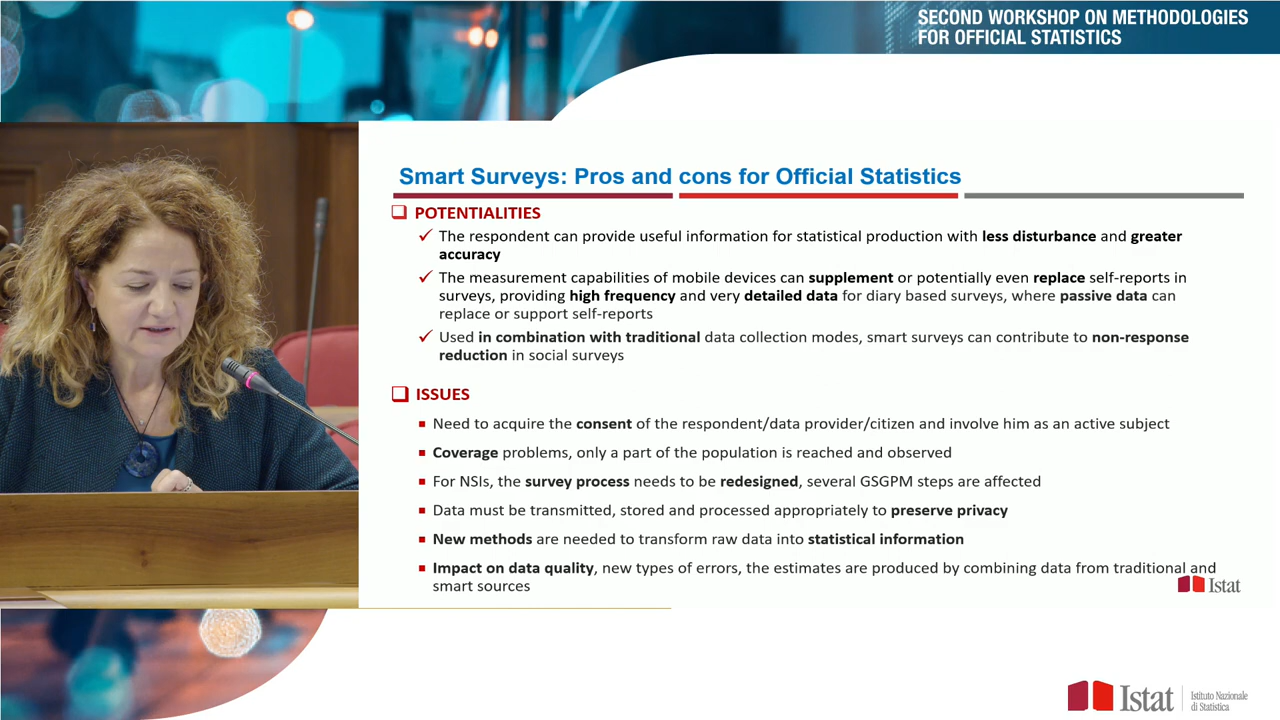 SECOND WORKSHOP ON METHODOLOGIES
FOR OFFICIAL STATISTICS
Smart Surveys: Pros and cons for Official Statistics
POTENTIALITIES
The respondent can provide useful information for statistical production with less disturbance and greater
accuracy
The measurement capabilities of mobile devices can supplement or potentially even replace self-reports in
surveys, providing high frequency and very detailed data for diary based surveys, where passive data can
replace or support self-reports
Used in combination with traditional data collection modes, smart surveys can contribute to non-response
reduction in social surveys
ISSUES
Need to acquire the consent of the respondent/data provider/citizen and involve him as an active subject
Coverage problems, only a part of the population is reached and observed
For NSIs, the survey process needs to be redesigned, several GSGPM steps are affected
Data must be transmitted, stored and processed appropriately to preserve privacy
New methods are needed to transform raw data into statistical information
Impact on data quality, new types of errors, the estimates are produced by combining data from traditional and
smart sources
Istat
Istat
Istituto Nazionale
di Statistica